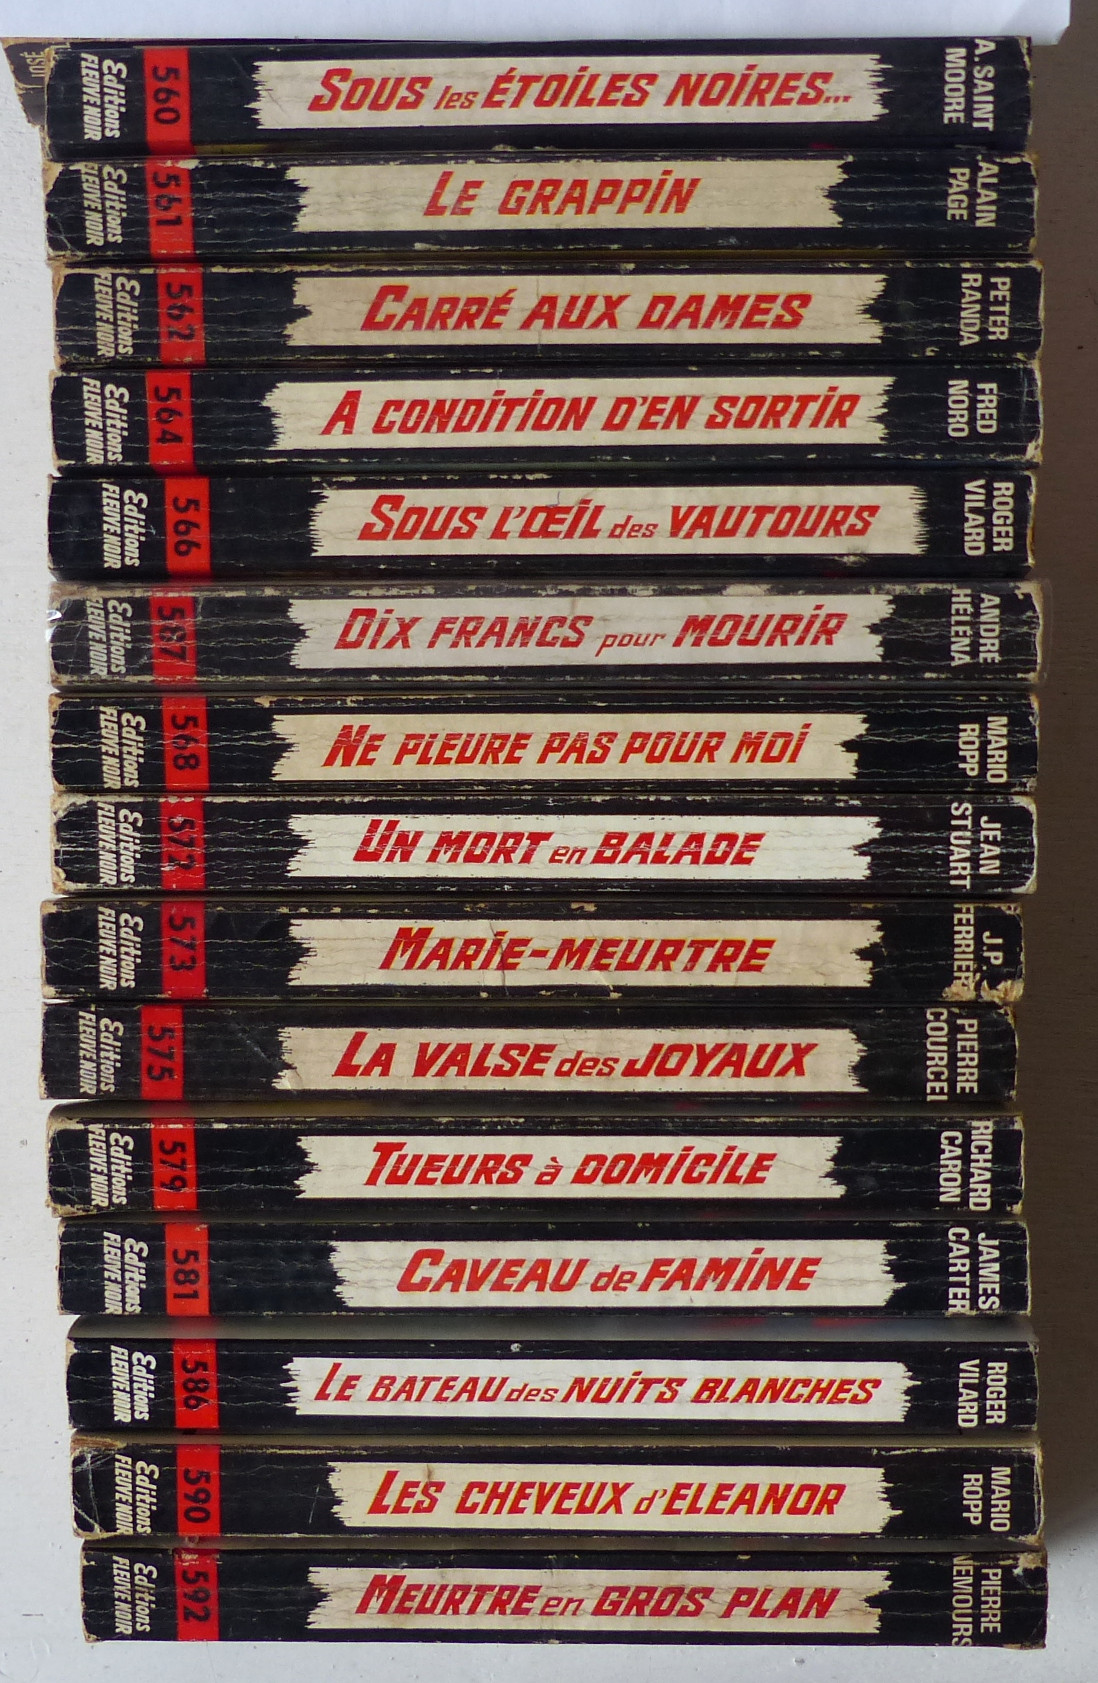 JOSÉ
Editions
FLEUVE NOIR
560
SOUS les ÉTOILES NOIRES...
A. SAINT
MOORE
Editions
FLEUVE NOIR
561
LE GRAPPIN
ALAIN
PAGE
Editions
FLEUVE NOIR
562
CARRÉ AUX DAMES
PETER
RANDA
Editions
FLEUVE NOIR
564
A CONDITION D'EN SORTIR
FRED
NORO
Editions
FLEUVE NOIR
566
SOUS L'ŒIL des VAUTOURS
ROGER
VILARD
Editions
FLEUVE NOIR
587
DIX FRANCS pour MOURIR
ANDRÉ
HÉLÉNA
Editions
FLEUVE NOIR
568
NE PLEURE PAS POUR MOI
MARIO
ROPP
Editions
FLEUVE NOIR
572
UN MORT en BALADE
JEAN
STUART
Editions
FLEUVE NOIR
573
MARIE-MEURTRE
J.P.
FERRIÈRE
Editions
FLEUVE NOIR
575
LA VALSE des JOYAUX
PIERRE
COURCEL
Editions
FLEUVE NOIR
579
TUEURS à DOMICILE
RICHARD
CARON
Editions
FLEUVE NOIR
581
CAVEAU de FAMINE
JAMES
CARTER
Editions
FLEUVE NOIR
586
LE BATEAU des NUITS BLANCHES
ROGER
VILARD
Editions
FLEUVE NOIR
590
LES CHEVEUX d'ELEANOR
MARIO
ROPP
Editions
FLEUVE NOIR
592
MEURTRE en GROS PLAN
PIERRE
NEMOURS